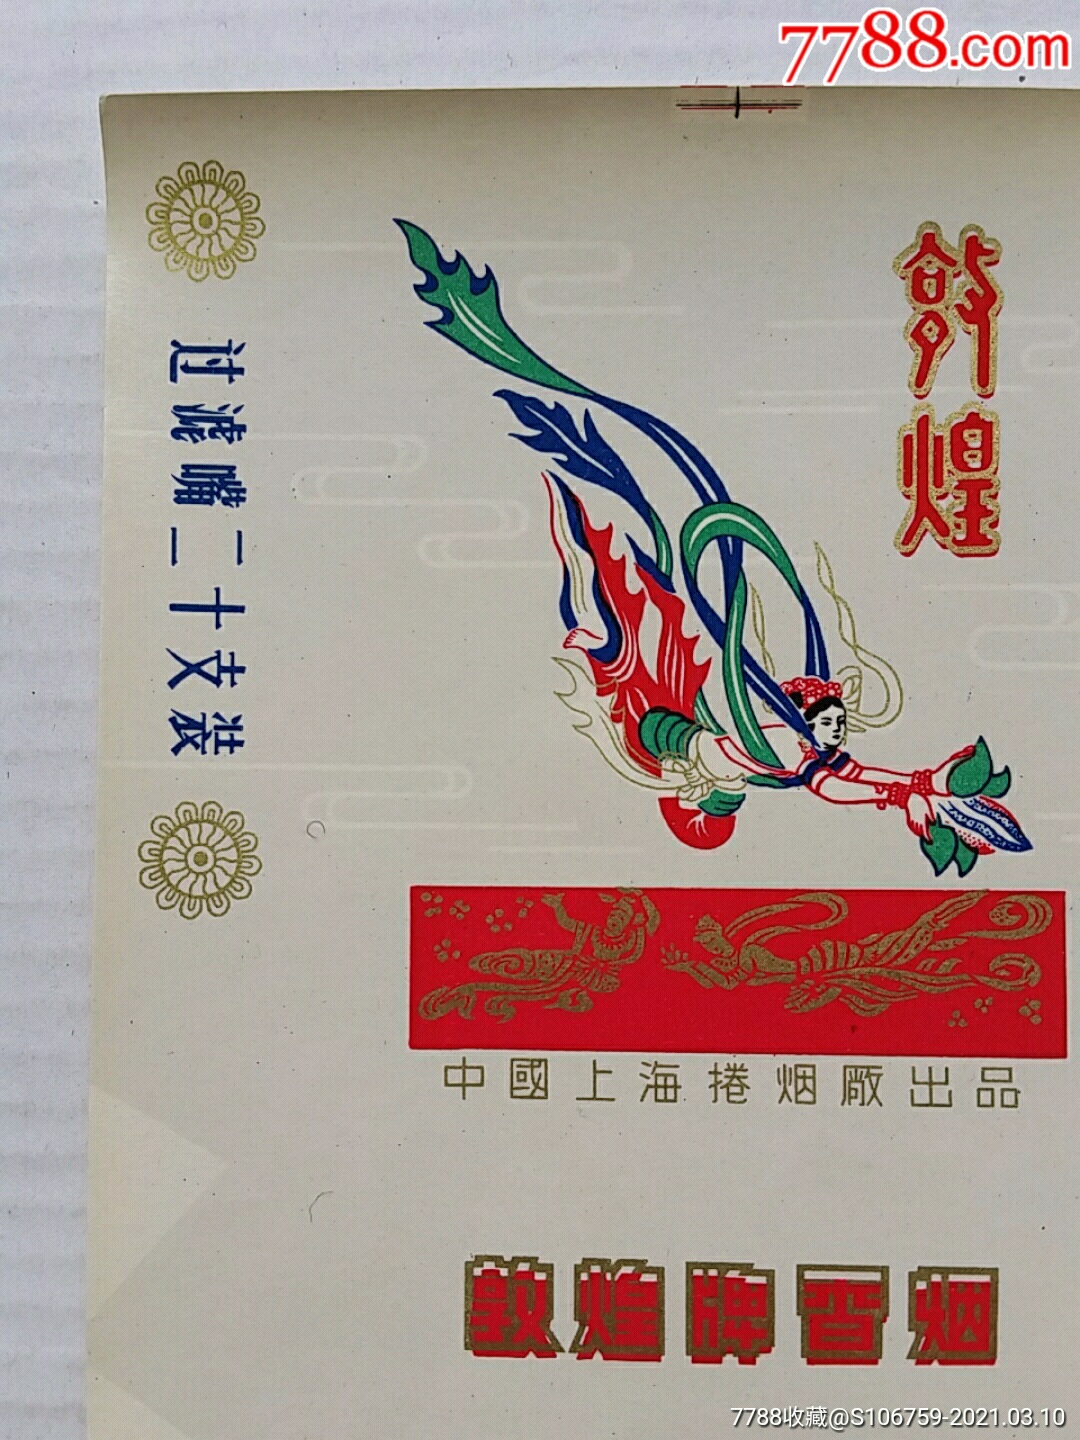 7788.com
敦煌
过滤嘴二十支装
中國上海捲烟厰出品
敦煌牌香烟
7788收藏@S106759-2021.03.10